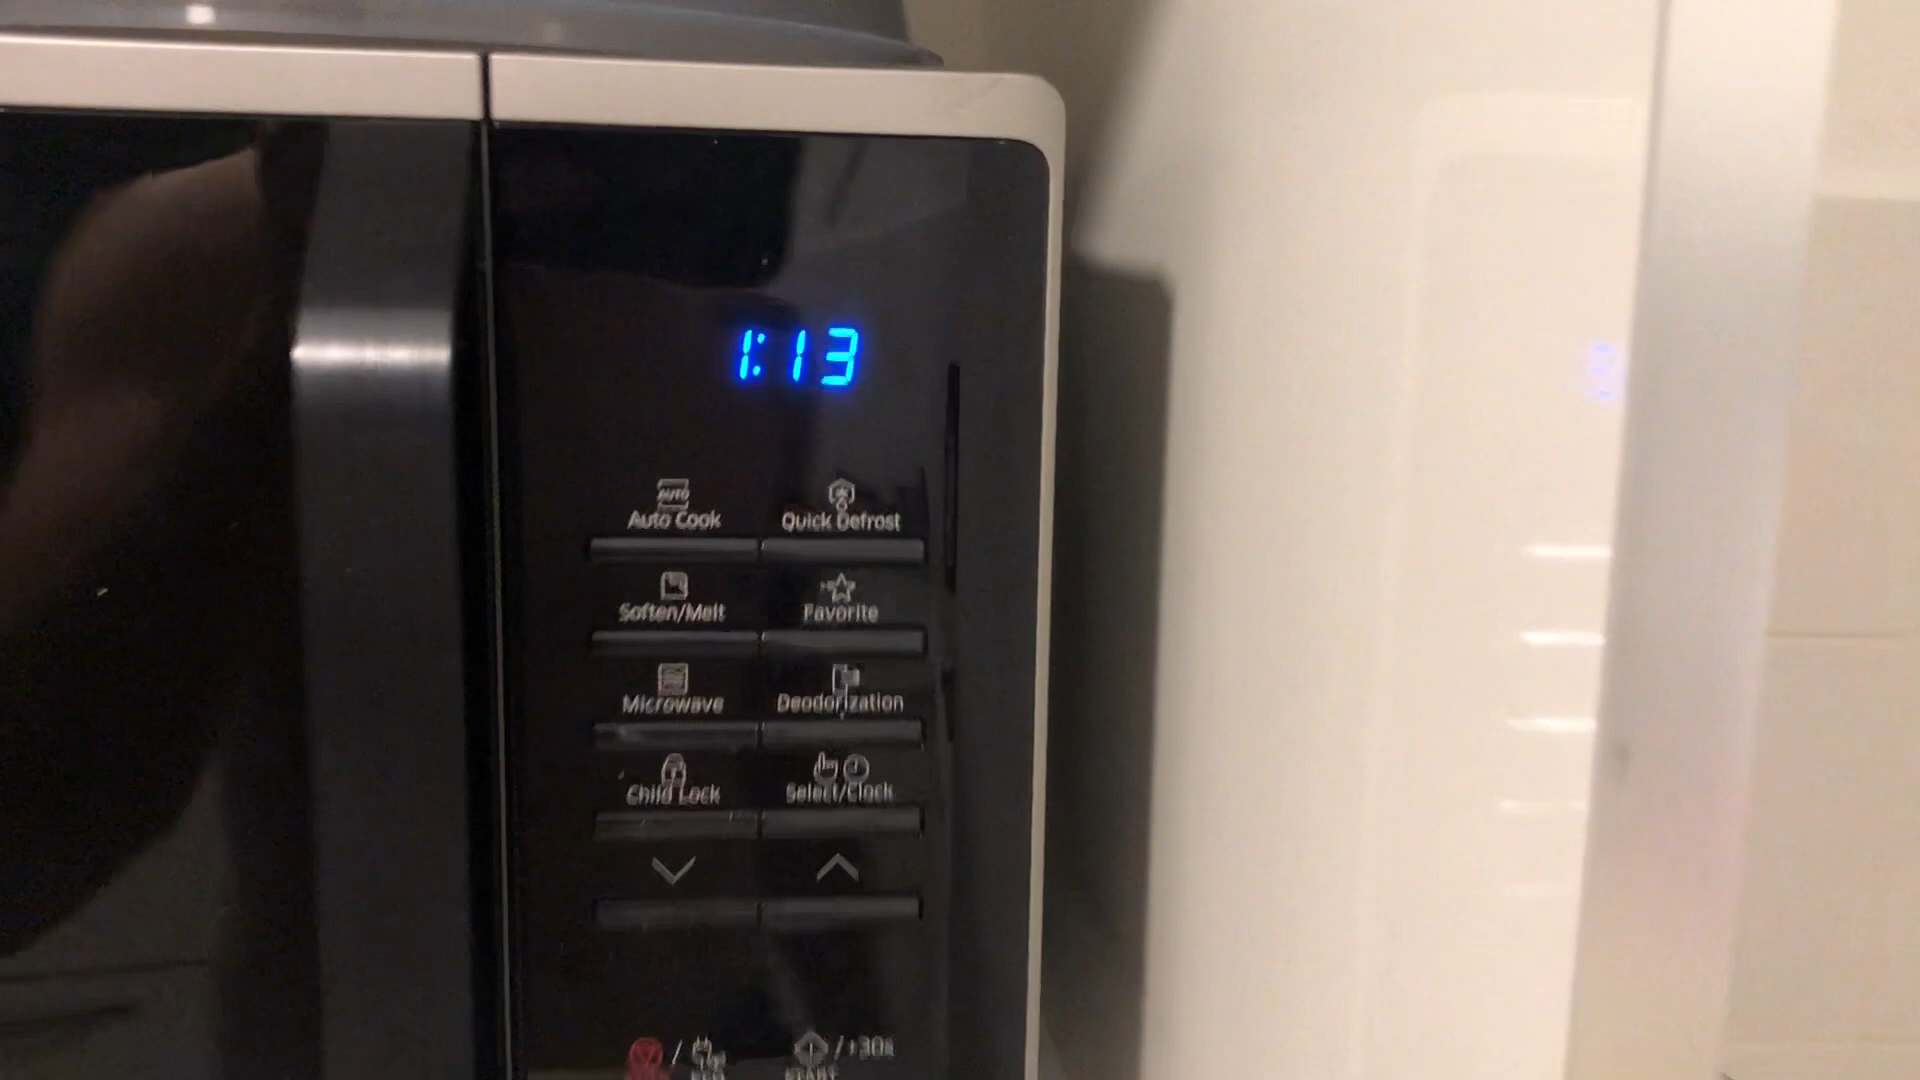 1:13
AUTO
Auto Cook Quick Defrost
Soften/Melt Favorite
Microwave Deodorization
Child Lock Select/Clock
/ /+30s
START